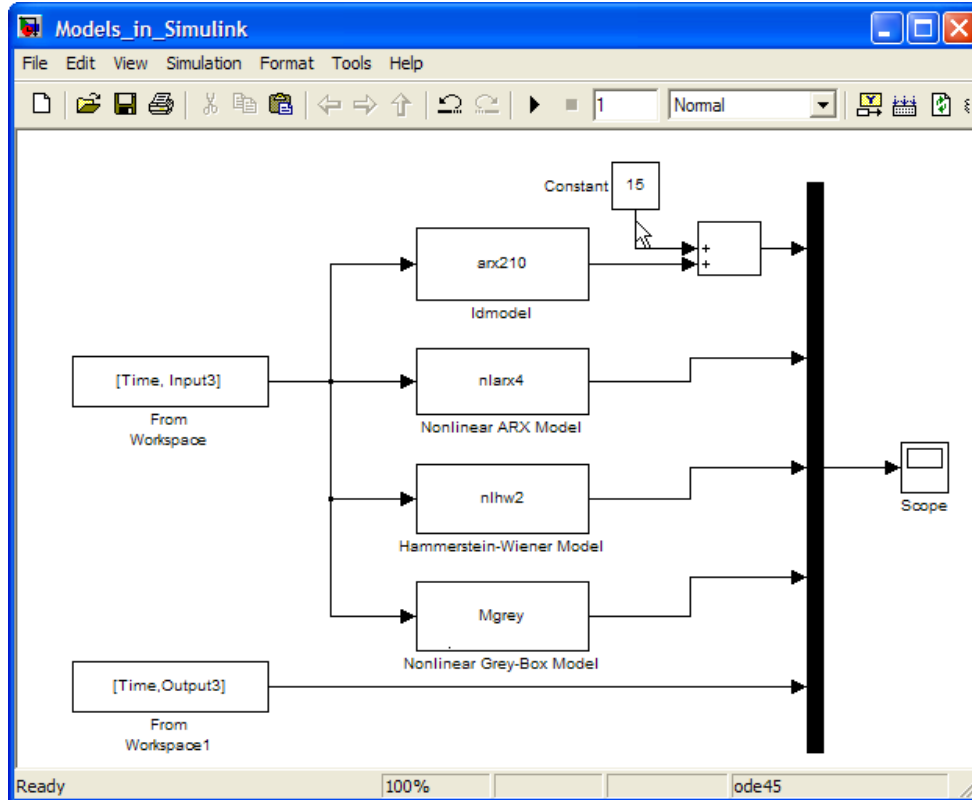 Models_in_Simulink
File Edit View Simulation Format Tools Help
1 Normal
Constant 15
+
+
arx210
Idmodel
[Time, Input3]
From
Workspace
nlarx4
Nonlinear ARX Model
nlhw2
Hammerstein-Wiener Model
Scope
Mgrey
Nonlinear Grey-Box Model
[Time,Output3]
From
Workspace1
Ready 100% ode45